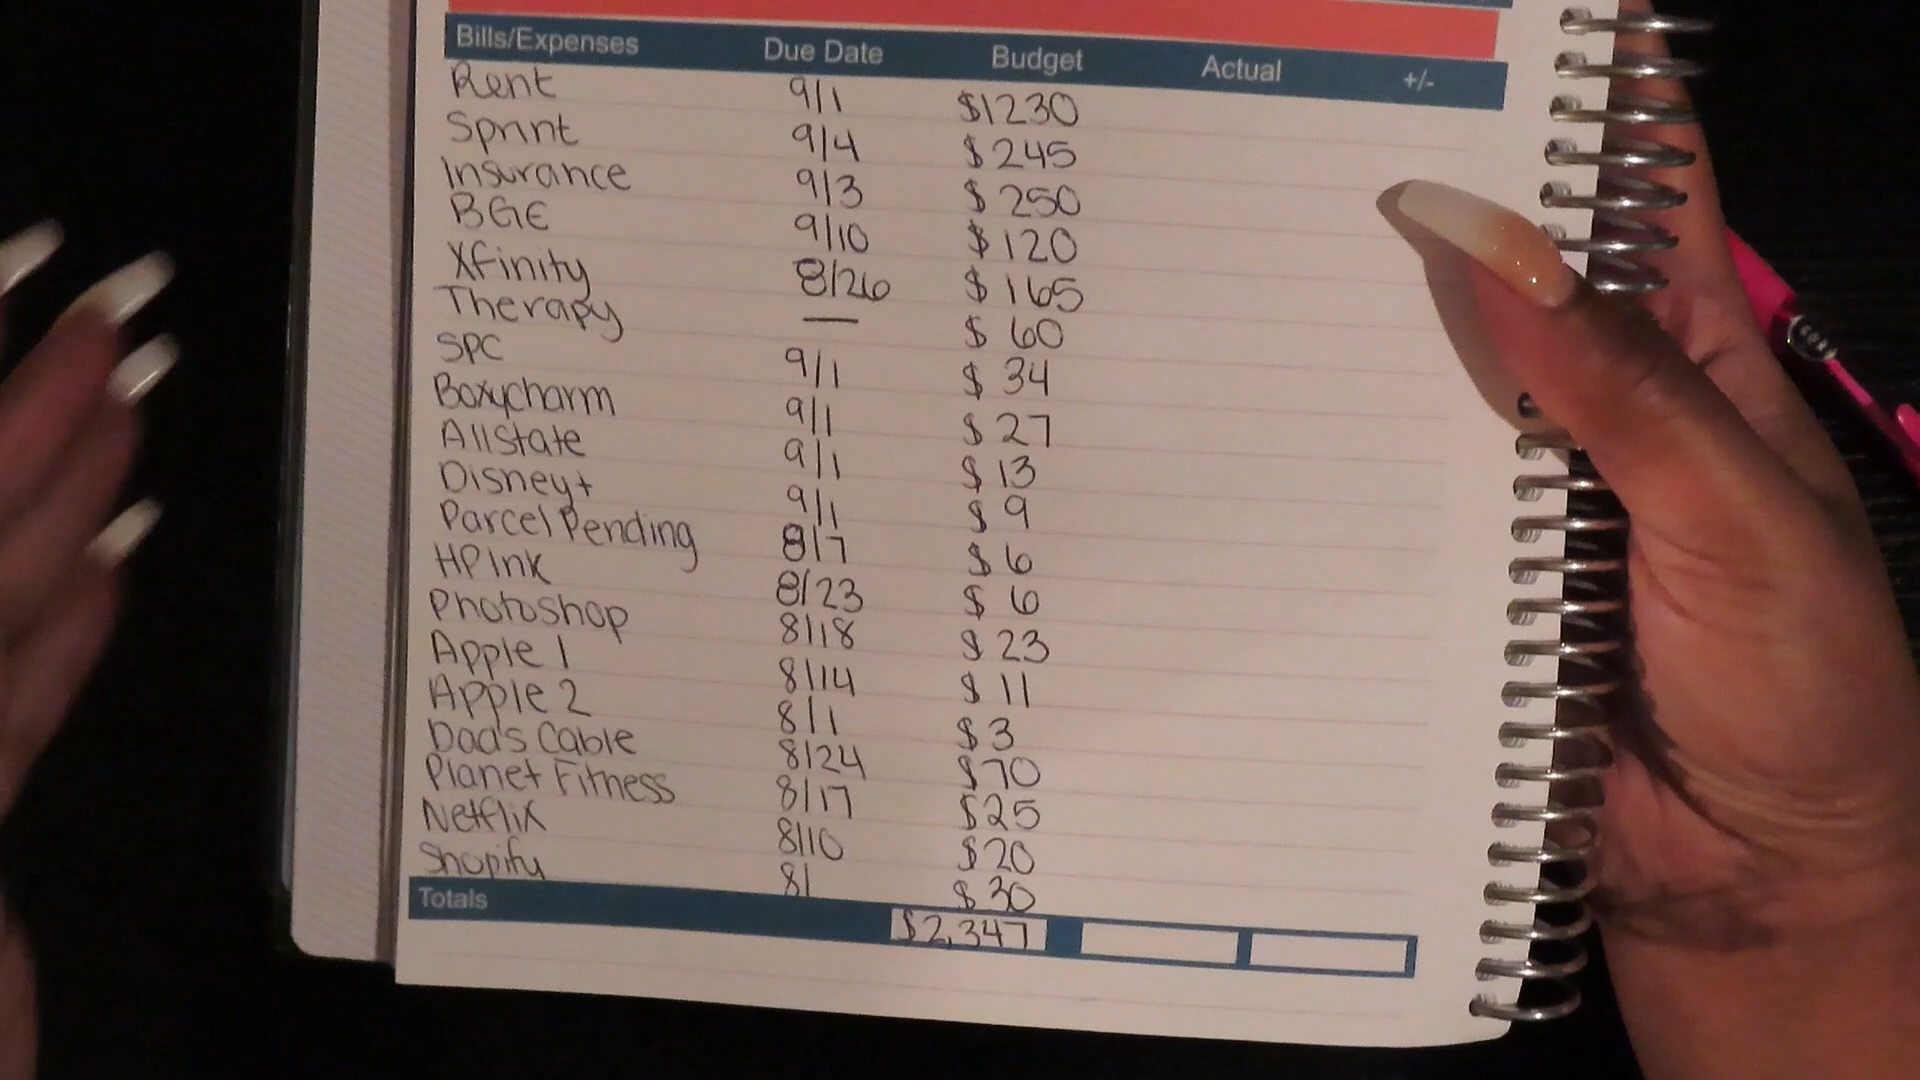 Bills/Expenses Due Date Budget Actual +/-
Rent 9/1 $1230
Sprint 9/4 $245
Insurance 9/3 $250
BGE 9/10 $120
Xfinity 8/26 $165
Therapy — $60
SPC 9/1 $34
Boxycharm 9/1 $27
Allstate 9/1 $13
Disney+ 9/1 $9
Parcel Pending 8/7 $6
HP Ink 8/23 $6
Photoshop 8/18 $23
Apple 1 8/14 $11
Apple 2 8/1 $3
Dads Cable 8/24 $70
Planet Fitness 8/17 $25
Netflix 8/10 $20
Shopify 8/ $30
Totals $2,347